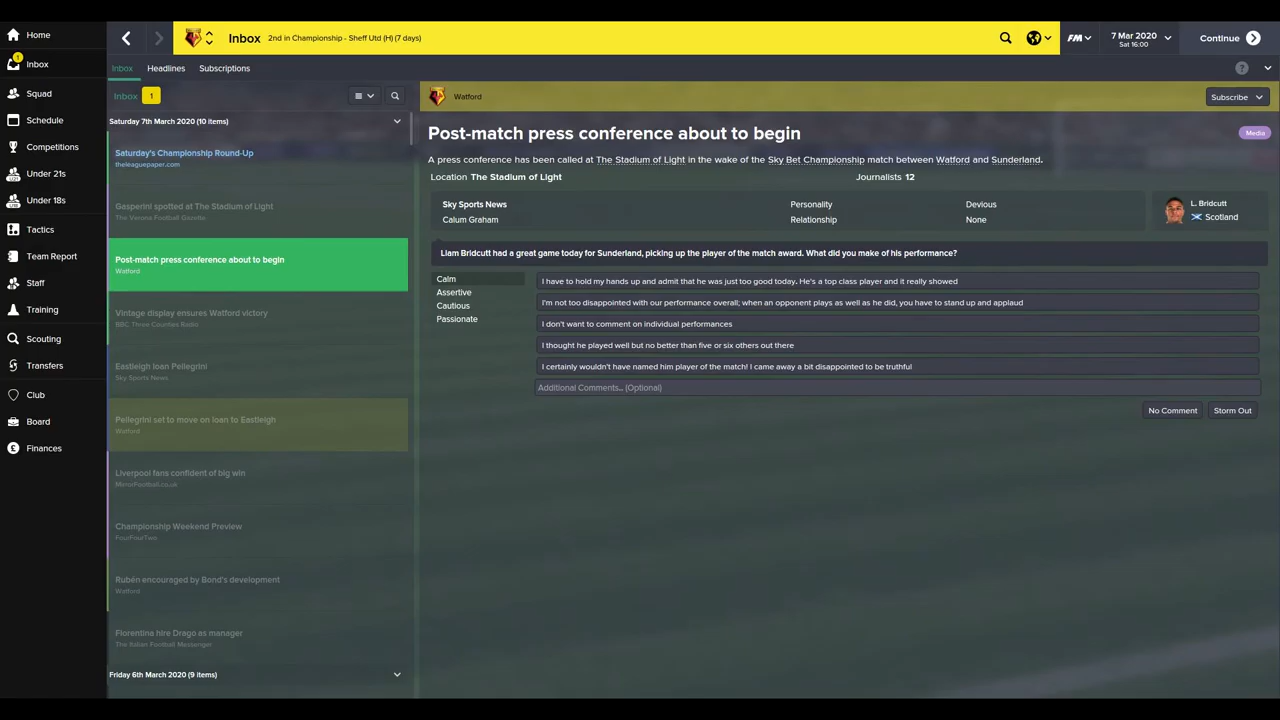 Home
Inbox
1
Squad
Schedule
Competitions
Under 21s
Under 18s
Tactics
Team Report
Staff
Training
Scouting
Transfers
Club
Board
Finances
Inbox 2nd in Championship - Sheff Utd (H) (7 days)
FM
7 Mar 2020
Sat 16:00
Continue
Inbox Headlines Subscriptions
Inbox 1
Saturday 7th March 2020 (10 items)
Saturday's Championship Round-Up
theleaguepaper.com
Gasperini spotted at The Stadium of Light
The Verona Football Gazette
Post-match press conference about to begin
Watford
Vintage display ensures Watford victory
BBC Three Counties Radio
Eastleigh loan Pellegrini
Sky Sports News
Pellegrini set to move on loan to Eastleigh
Watford
Liverpool fans confident of big win
MirrorFootball.co.uk
Championship Weekend Preview
FourFourTwo
Rubén encouraged by Bond's development
Watford
Fiorentina hire Drago as manager
The Italian Football Messenger
Friday 6th March 2020 (9 items)
Watford
Subscribe
Post-match press conference about to begin
Media
A press conference has been called at The Stadium of Light in the wake of the Sky Bet Championship match between Watford and Sunderland.
Location The Stadium of Light
Journalists 12
Sky Sports News
Personality
Devious
Calum Graham
Relationship
None
L. Bridcutt
Scotland
Liam Bridcutt had a great game today for Sunderland, picking up the player of the match award. What did you make of his performance?
Calm
Assertive
Cautious
Passionate
I have to hold my hands up and admit that he was just too good today. He's a top class player and it really showed
I'm not too disappointed with our performance overall; when an opponent plays as well as he did, you have to stand up and applaud
I don't want to comment on individual performances
I thought he played well but no better than five or six others out there
I certainly wouldn't have named him player of the match! I came away a bit disappointed to be truthful
Additional Comments... (Optional)
No Comment
Storm Out